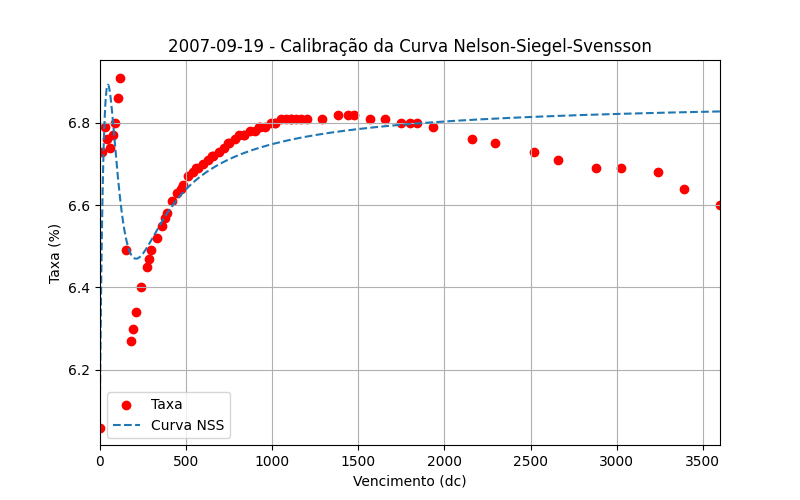 2007-09-19 - Calibração da Curva Nelson-Siegel-Svensson
Taxa (%)
6.8
6.6
6.4
6.2
Taxa
Curva NSS
0 500 1000 1500 2000 2500 3000 3500
Vencimento (dc)